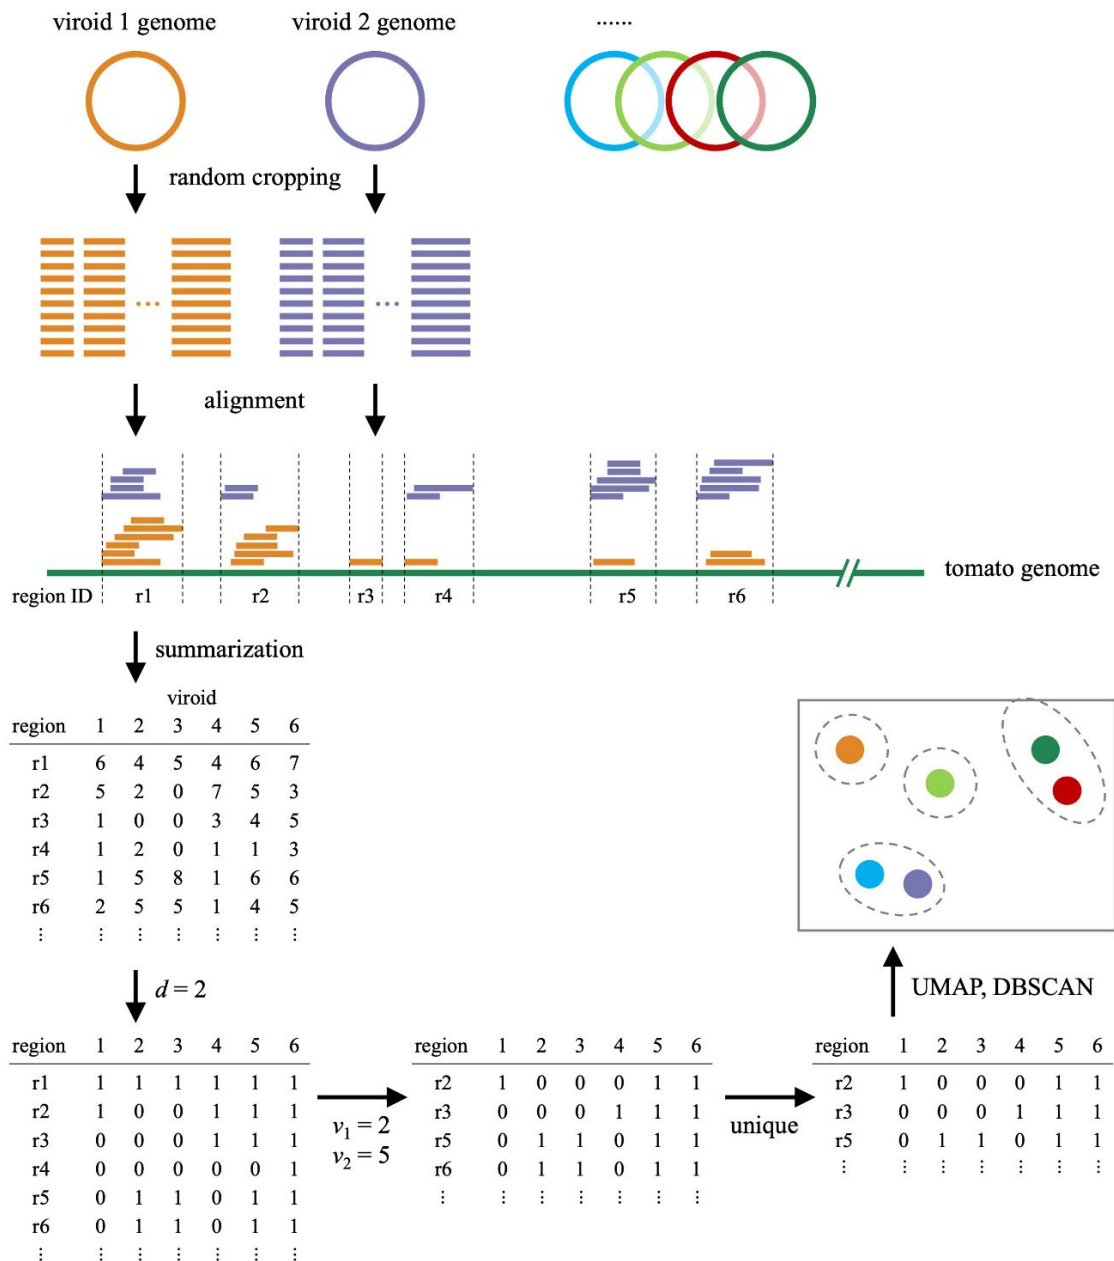 viroid 1 genome viroid 2 genome ......
random cropping
... ...
alignment
tomato genome
region ID r1 r2 r3 r4 r5 r6
summarization
viroid
region 1 2 3 4 5 6
r1 6 4 5 4 6 7
r2 5 2 0 7 5 3
r3 1 0 0 3 4 5
r4 1 2 0 1 1 3
r5 1 5 8 1 6 6
r6 2 5 5 1 4 5
⋮ ⋮ ⋮ ⋮ ⋮ ⋮ ⋮
d = 2
region 1 2 3 4 5 6
r1 1 1 1 1 1 1
r2 1 0 0 1 1 1
r3 0 0 0 1 1 1
r4 0 0 0 0 0 1
r5 0 1 1 0 1 1
r6 0 1 1 0 1 1
⋮ ⋮ ⋮ ⋮ ⋮ ⋮ ⋮
v1 = 2
v2 = 5
region 1 2 3 4 5 6
r2 1 0 0 0 1 1
r3 0 0 0 1 1 1
r5 0 1 1 0 1 1
r6 0 1 1 0 1 1
⋮ ⋮ ⋮ ⋮ ⋮ ⋮ ⋮
unique
region 1 2 3 4 5 6
r2 1 0 0 0 1 1
r3 0 0 0 1 1 1
r5 0 1 1 0 1 1
⋮ ⋮ ⋮ ⋮ ⋮ ⋮ ⋮
UMAP, DBSCAN